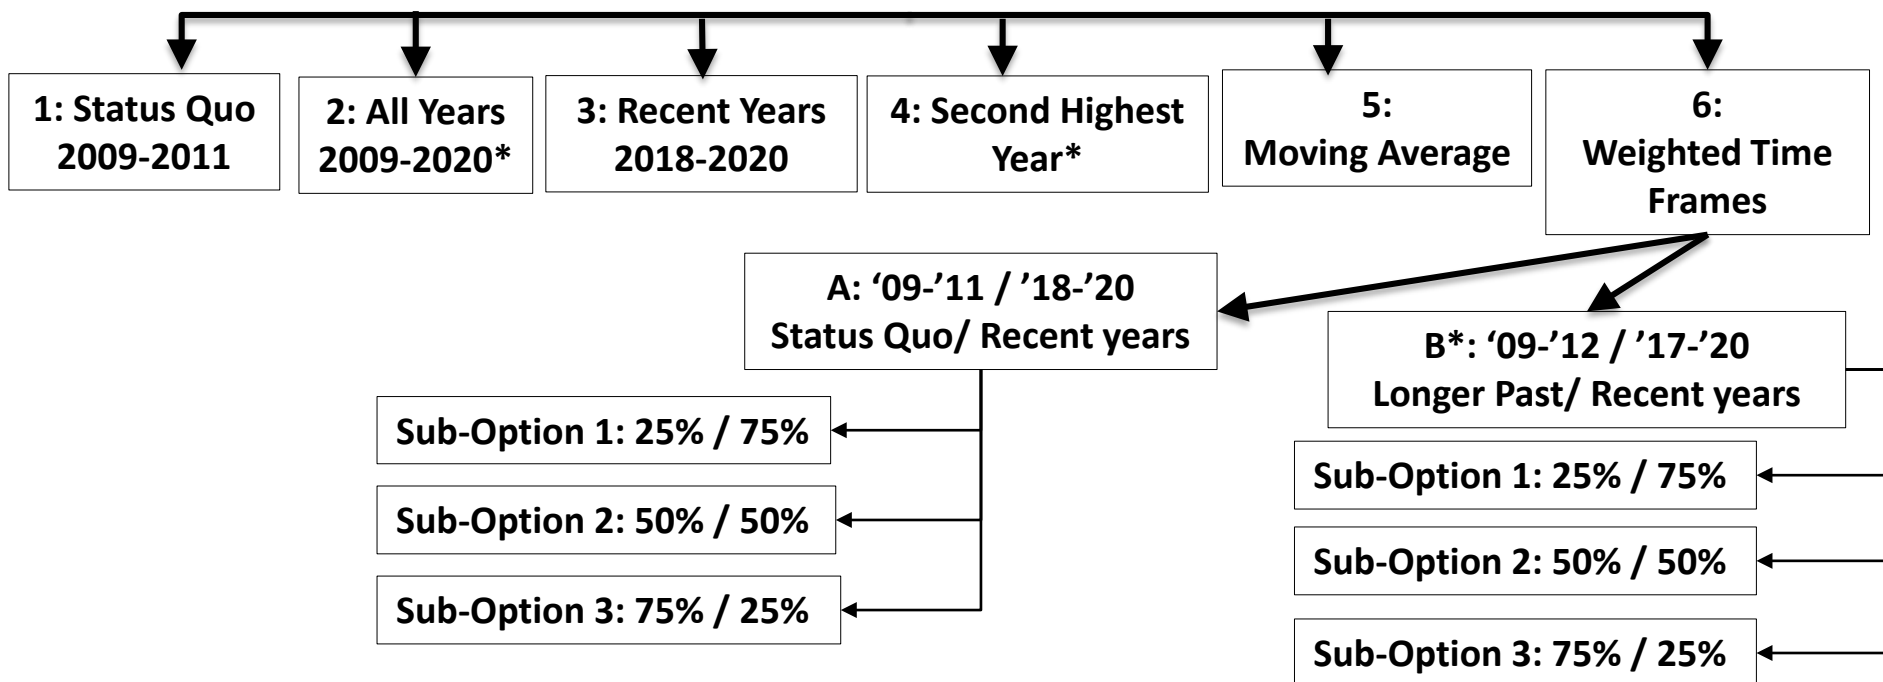 1: Status Quo
2009-2011
2: All Years
2009-2020*
3: Recent Years
2018-2020
4: Second Highest
Year*
5:
Moving Average
6:
Weighted Time
Frames
A: ‘09-’11 / ’18-’20
Status Quo/ Recent years
B*: ‘09-’12 / ’17-’20
Longer Past/ Recent years
Sub-Option 1: 25% / 75%
Sub-Option 2: 50% / 50%
Sub-Option 3: 75% / 25%
Sub-Option 1: 25% / 75%
Sub-Option 2: 50% / 50%
Sub-Option 3: 75% / 25%